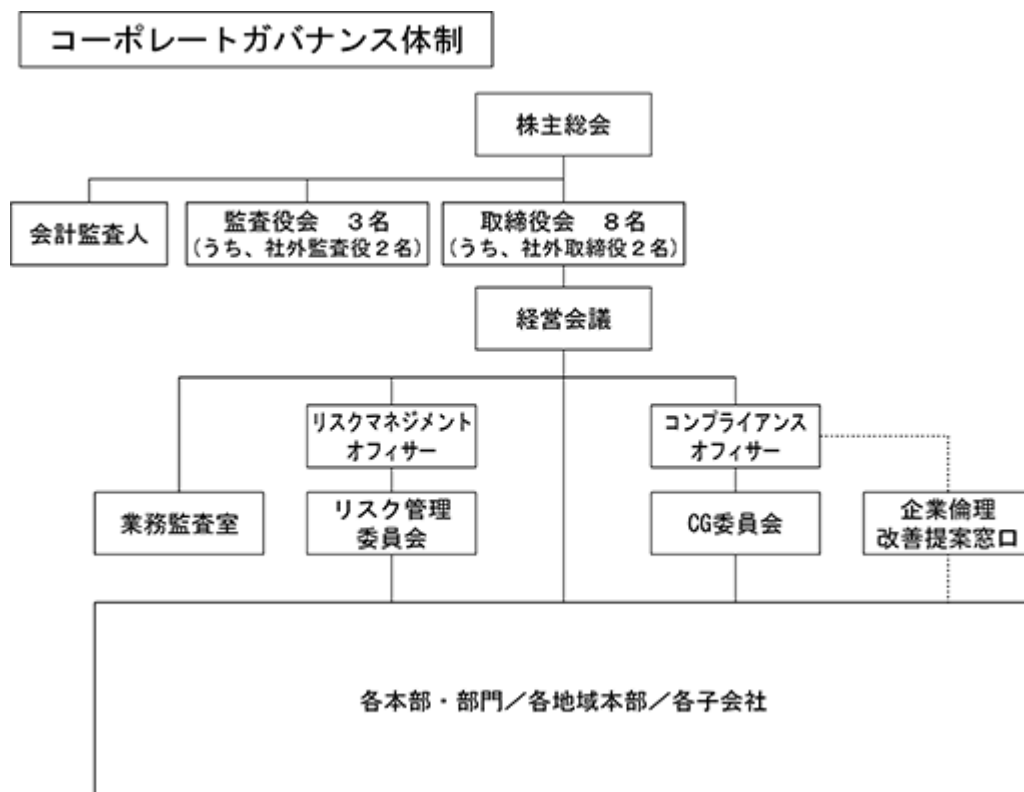 コーポレートガバナンス体制
株主総会
会計監査人
監査役会　３名
（うち、社外監査役２名）
取締役会　８名
（うち、社外取締役２名）
経営会議
リスクマネジメント
オフィサー
コンプライアンス
オフィサー
業務監査室
リスク管理
委員会
CG委員会
企業倫理
改善提案窓口
各本部・部門／各地域本部／各子会社